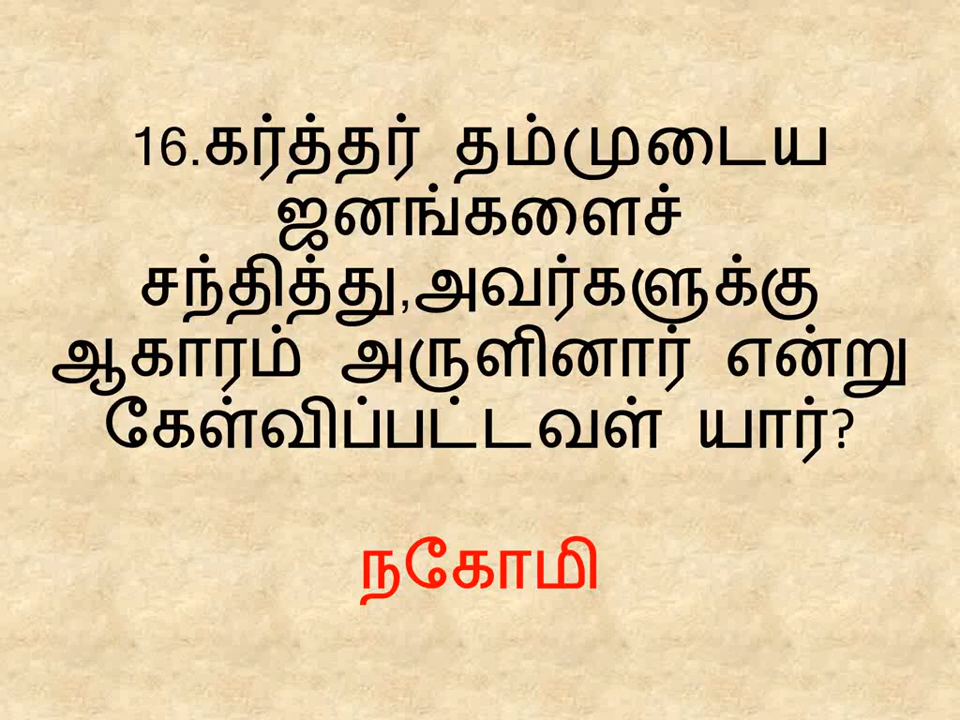 16.கர்த்தர் தம்முடைய
ஜனங்களைச்
சந்தித்து,அவர்களுக்கு
ஆகாரம் அருளினார் என்று
கேள்விப்பட்டவள் யார்?
நகோமி